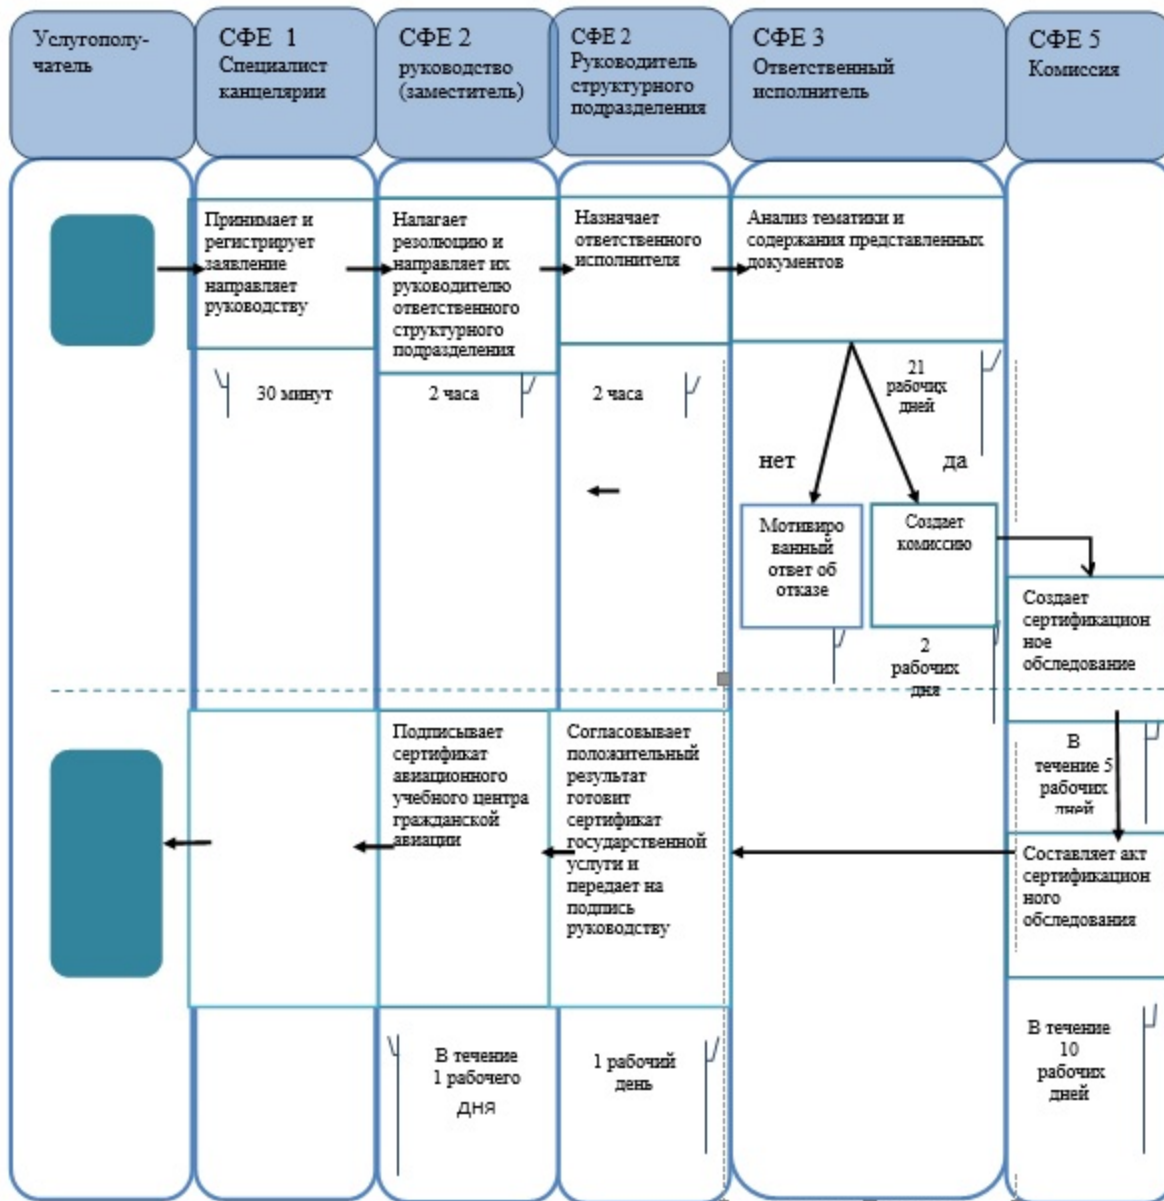 Услугополу-
чатель
СФЕ 1
Специалист
канцелярии
СФЕ 2
руководство
(заместитель)
СФЕ 2
Руководитель
структурного
подразделения
СФЕ 3
Ответственный
исполнитель
СФЕ 5
Комиссия
Принимает и
регистрирует
заявление
направляет
руководству
Налагает
резолюцию и
направляет их
руководителю
ответственного
структурного
подразделения
Назначает
ответственного
исполнителя
Анализ тематики и
содержания представленных
документов
30 минут
2 часа
2 часа
21
рабочих
дней
нет
да
Мотивиро
ванный
ответ об
отказе
Создает
комиссию
Создает
сертификацион
ное
обследование
2
рабочих
дня
Подписывает
сертификат
авиационного
учебного центра
гражданской
авиации
Согласовывает
положительный
результат
готовит
сертификат
государственной
услуги и
передает на
подпись
руководству
В
течение 5
рабочих
дней
Составляет акт
сертификацион
ного
обследования
В течение
1 рабочего
дня
1 рабочий
день
В течение
10
рабочих
дней